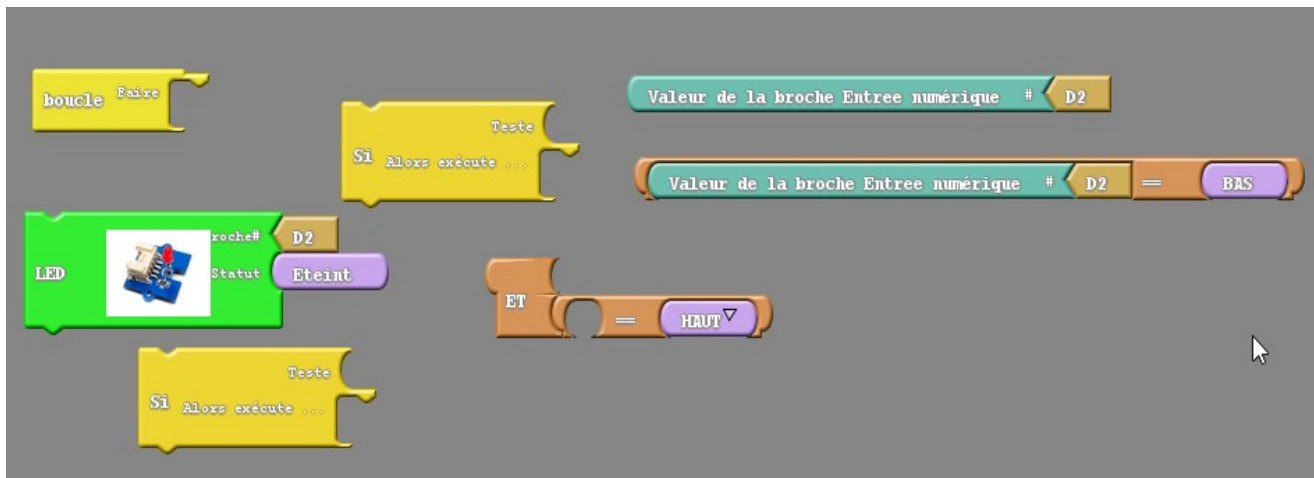 boucle Faire
Valeur de la broche Entree numérique # D2
Teste
Si Alors exécute ...
Valeur de la broche Entree numérique # D2 == BAS
roche# D2
LED Statut Eteint
ET == HAUT
Teste
Si Alors exécute ...